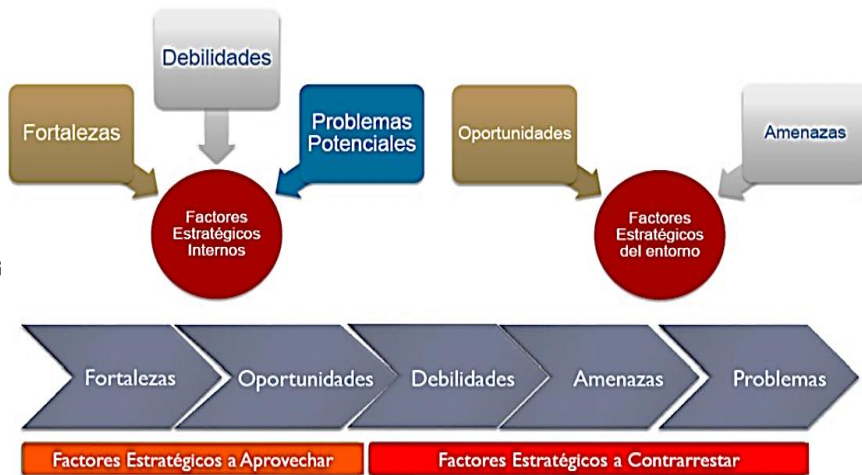 Debilidades
Fortalezas
Problemas
Potenciales
Oportunidades
Amenazas
Factores
Estratégicos
Internos
Factores
Estratégicos
del entorno
Fortalezas
Oportunidades
Debilidades
Amenazas
Problemas
Factores Estratégicos a Aprovechar
Factores Estratégicos a Contrarrestar